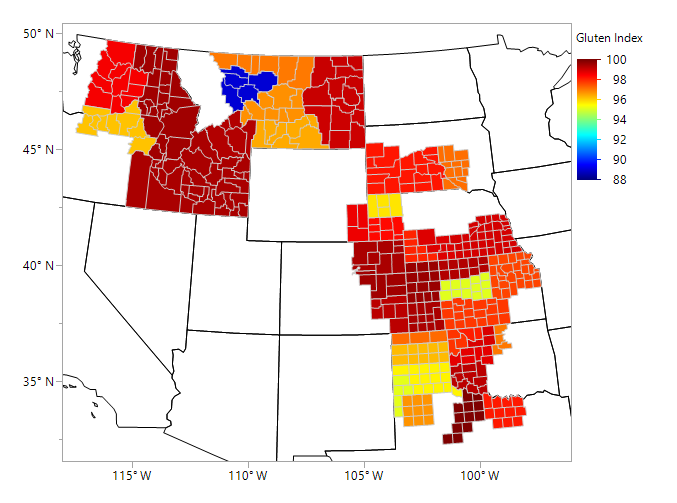 50° N
45° N
40° N
35° N
115° W
110° W
105° W
100° W
Gluten Index
100
98
96
94
92
90
88